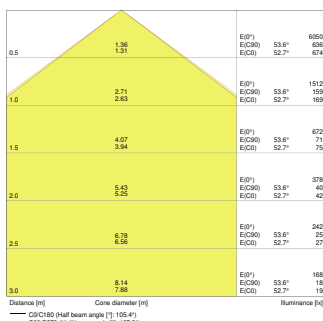 E(0°) 6050
1.36 E(C90) 53.6° 636
0.5 1.31 E(C0) 52.7° 674
E(0°) 1512
2.71 E(C90) 53.6° 159
1.0 2.63 E(C0) 52.7° 169
E(0°) 672
4.07 E(C90) 53.6° 71
1.5 3.94 E(C0) 52.7° 75
E(0°) 378
5.43 E(C90) 53.6° 40
2.0 5.25 E(C0) 52.7° 42
E(0°) 242
6.78 E(C90) 53.6° 25
2.5 6.56 E(C0) 52.7° 27
E(0°) 168
8.14 E(C90) 53.6° 18
3.0 7.88 E(C0) 52.7° 19
Distance [m] Cone diameter [m] Illuminance [lx]
C0/C180 (Half beam angle [°]: 105.4°)